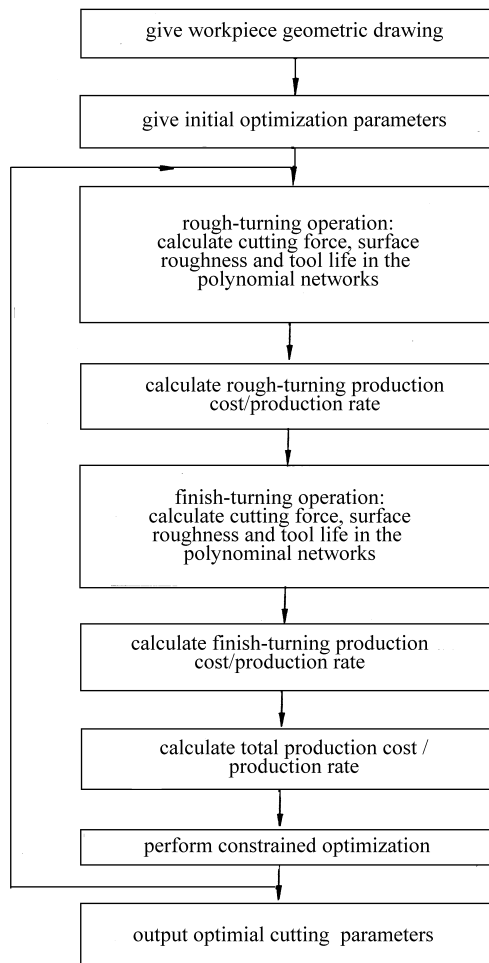 give workpiece geometric drawing
give initial optimization parameters
rough-turning operation:
calculate cutting force, surface
roughness and tool life in the
polynomial networks
calculate rough-turning production
cost/production rate
finish-turning operation:
calculate cutting force, surface
roughness and tool life in the
polynominal networks
calculate finish-turning production
cost/production rate
calculate total production cost /
production rate
perform constrained optimization
output optimial cutting parameters